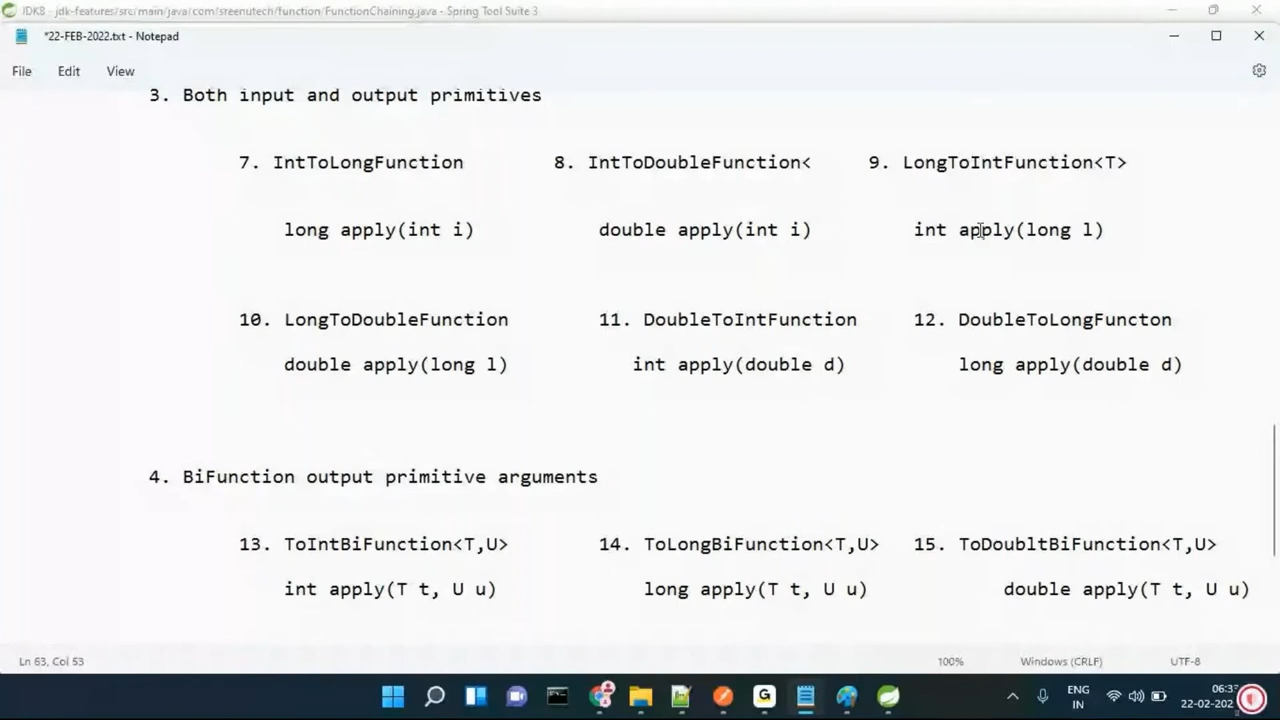 JDK8 - jdk-features/src/main/java/com/sreenutech/function/FunctionChaining.java - Spring Tool Suite 3
*22-FEB-2022.txt - Notepad
File Edit View
3. Both input and output primitives
7. IntToLongFunction 8. IntToDoubleFunction< 9. LongToIntFunction<T>
long apply(int i) double apply(int i) int apply(long l)
10. LongToDoubleFunction 11. DoubleToIntFunction 12. DoubleToLongFuncton
double apply(long l) int apply(double d) long apply(double d)
4. BiFunction output primitive arguments
13. ToIntBiFunction<T,U> 14. ToLongBiFunction<T,U> 15. ToDoubltBiFunction<T,U>
int apply(T t, U u) long apply(T t, U u) double apply(T t, U u)
Ln 63, Col 53 100% Windows (CRLF) UTF-8
ENG 06:3
IN 22-02-202